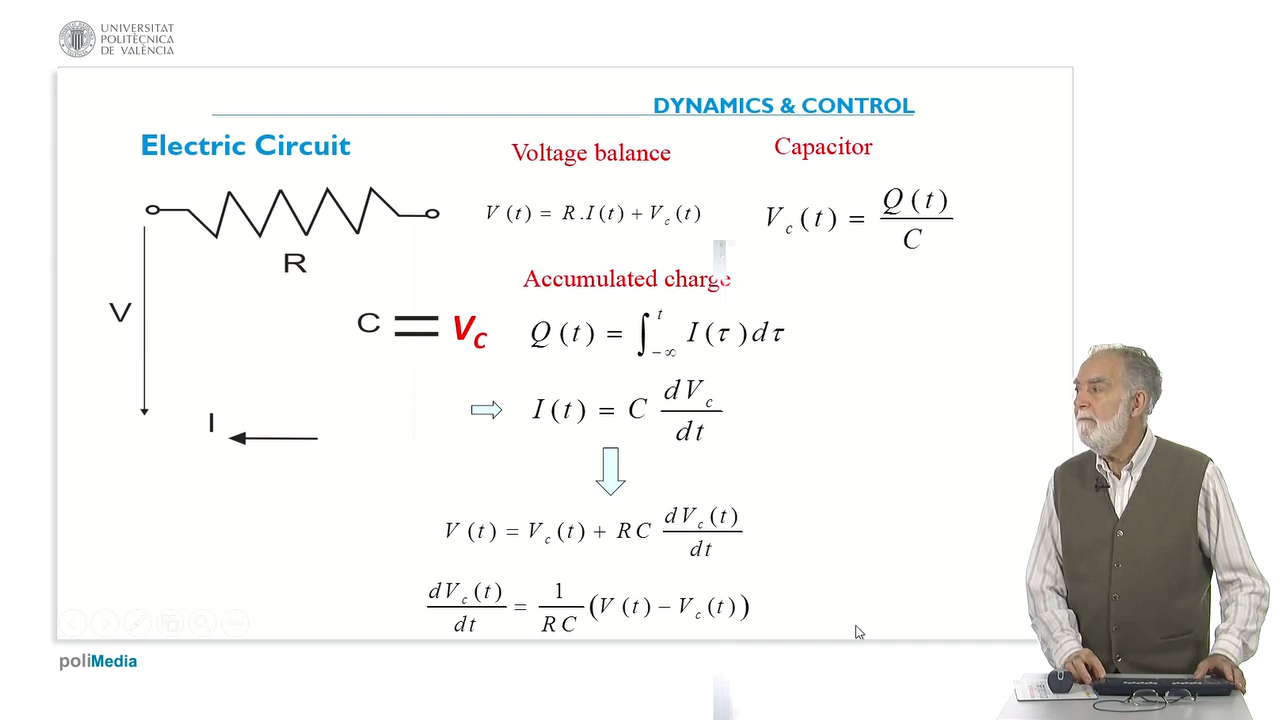 UNIVERSITAT
POLITÈCNICA
DE VALÈNCIA
DYNAMICS & CONTROL
Electric Circuit
Voltage balance
Capacitor
V(t) = R.I(t) + V_c(t)
V_c(t) = Q(t) / C
R
Accumulated charge
V
C
V_C
Q(t) = ∫_{-∞}^{t} I(τ)dτ
I(t) = C dV_c / dt
I
V(t) = V_c(t) + RC dV_c(t) / dt
dV_c(t) / dt = 1 / RC (V(t) − V_c(t))
poliMedia